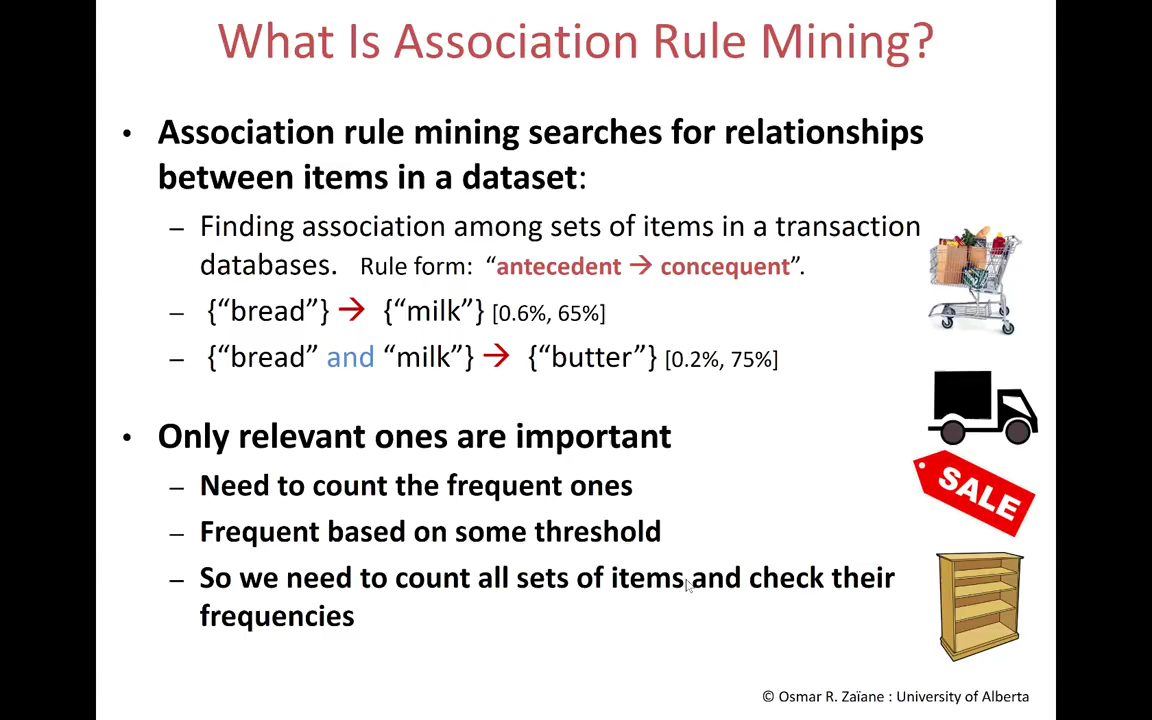 What Is Association Rule Mining?
• Association rule mining searches for relationships
between items in a dataset:
– Finding association among sets of items in a transaction
databases. Rule form: “antecedent → concequent”.
– {“bread”} → {“milk”} [0.6%, 65%]
– {“bread” and “milk”} → {“butter”} [0.2%, 75%]
• Only relevant ones are important
– Need to count the frequent ones
– Frequent based on some threshold
– So we need to count all sets of items and check their
frequencies
SALE
© Osmar R. Zaïane : University of Alberta